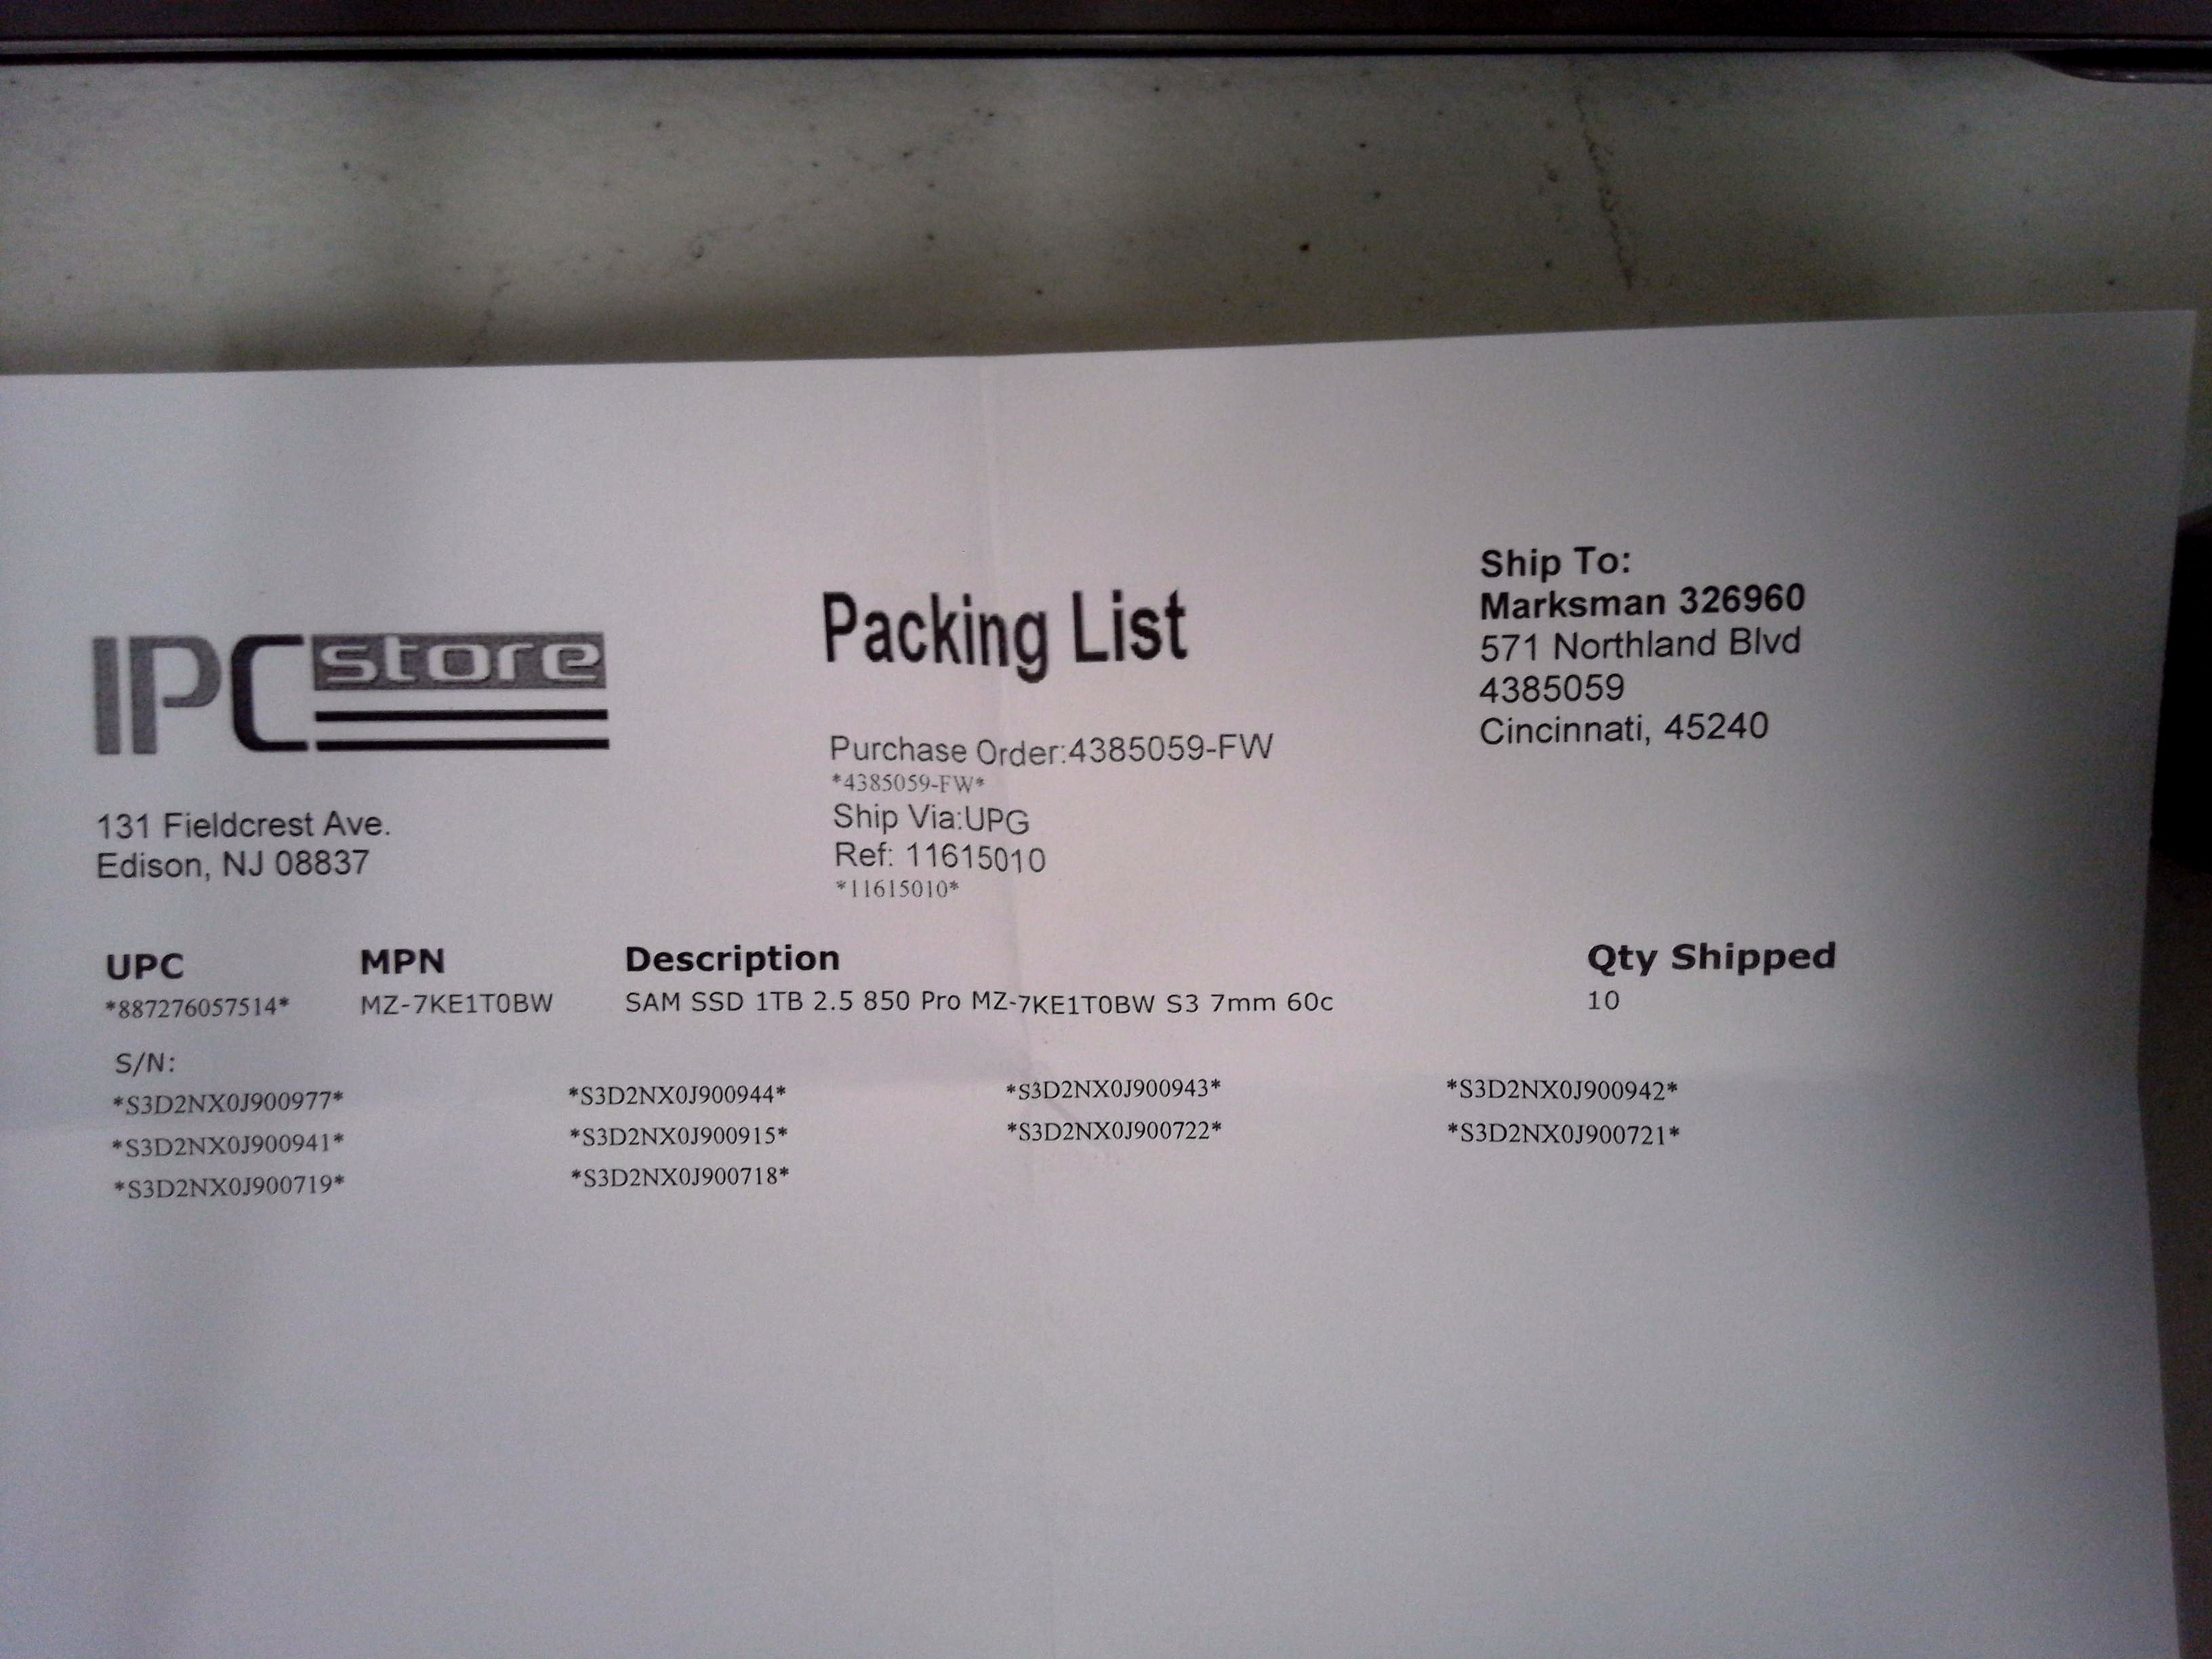 IPC store
131 Fieldcrest Ave.
Edison, NJ 08837
Packing List
Purchase Order:4385059-FW
*4385059-FW*
Ship Via:UPG
Ref: 11615010
*11615010*
Ship To:
Marksman 326960
571 Northland Blvd
4385059
Cincinnati, 45240
UPC MPN Description Qty Shipped
*887276057514* MZ-7KE1T0BW SAM SSD 1TB 2.5 850 Pro MZ-7KE1T0BW S3 7mm 60c 10
S/N:
*S3D2NX0J900977* *S3D2NX0J900944* *S3D2NX0J900943* *S3D2NX0J900942*
*S3D2NX0J900941* *S3D2NX0J900915* *S3D2NX0J900722* *S3D2NX0J900721*
*S3D2NX0J900719* *S3D2NX0J900718*